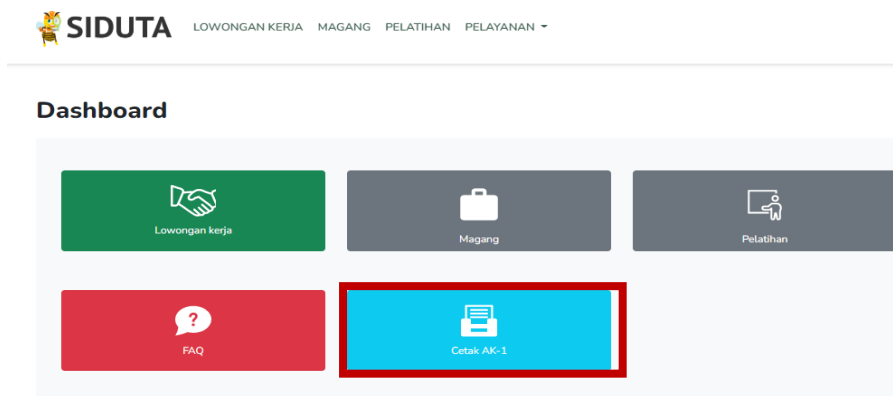 SIDUTA LOWONGAN KERJA MAGANG PELATIHAN PELAYANAN
Dashboard
Lowongan kerja
Magang
Pelatihan
?
FAQ
Cetak AK-1